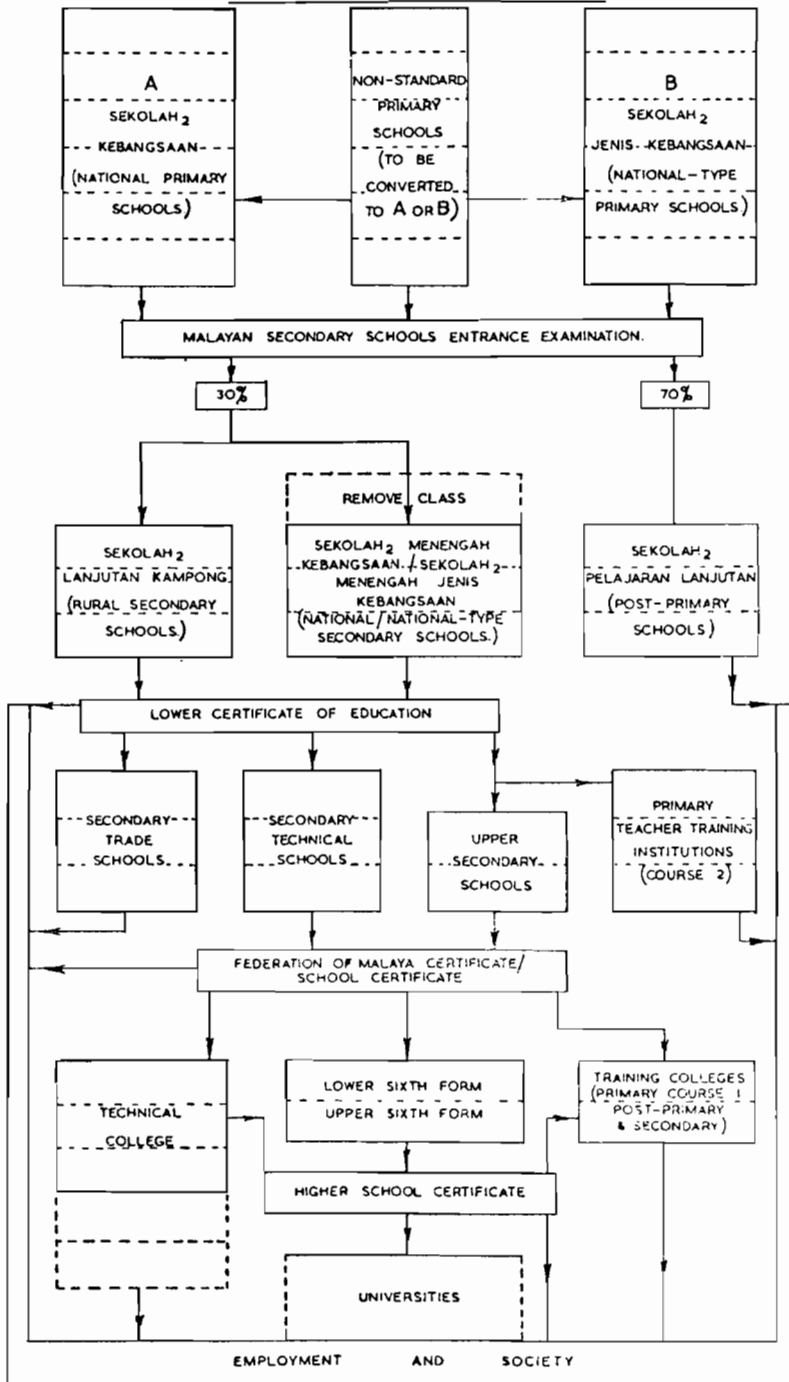 A
SEKOLAH2
KEBANGSAAN
(NATIONAL PRIMARY
SCHOOLS)
NON-STANDARD
PRIMARY
SCHOOLS
(TO BE
CONVERTED
TO A OR B)
B
SEKOLAH2
JENIS-KEBANGSAAN
(NATIONAL-TYPE
PRIMARY SCHOOLS)
MALAYAN SECONDARY SCHOOLS ENTRANCE EXAMINATION.
30%
70%
REMOVE CLASS
SEKOLAH2
LANJUTAN KAMPONG
(RURAL SECONDARY
SCHOOLS.)
SEKOLAH2 MENENGAH
KEBANGSAAN./SEKOLAH2
MENENGAH JENIS
KEBANGSAAN
(NATIONAL/NATIONAL-TYPE
SECONDARY SCHOOLS.)
SEKOLAH2
PELAJARAN LANJUTAN
(POST-PRIMARY
SCHOOLS)
LOWER CERTIFICATE OF EDUCATION
SECONDARY
TRADE
SCHOOLS
SECONDARY
TECHNICAL
SCHOOLS
UPPER
SECONDARY
SCHOOLS
PRIMARY
TEACHER TRAINING
INSTITUTIONS
(COURSE 2)
FEDERATION OF MALAYA CERTIFICATE/
SCHOOL CERTIFICATE
TECHNICAL
COLLEGE
LOWER SIXTH FORM
UPPER SIXTH FORM
TRAINING COLLEGES
(PRIMARY COURSE 1
POST-PRIMARY
& SECONDARY)
HIGHER SCHOOL CERTIFICATE
UNIVERSITIES
EMPLOYMENT AND SOCIETY